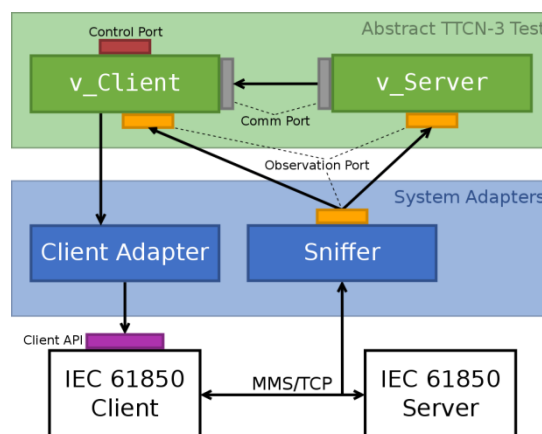 Abstract TTCN-3 Test
Control Port
v_Client
v_Server
Comm Port
Observation Port
System Adapters
Client Adapter
Sniffer
Client API
IEC 61850
Client
MMS/TCP
IEC 61850
Server